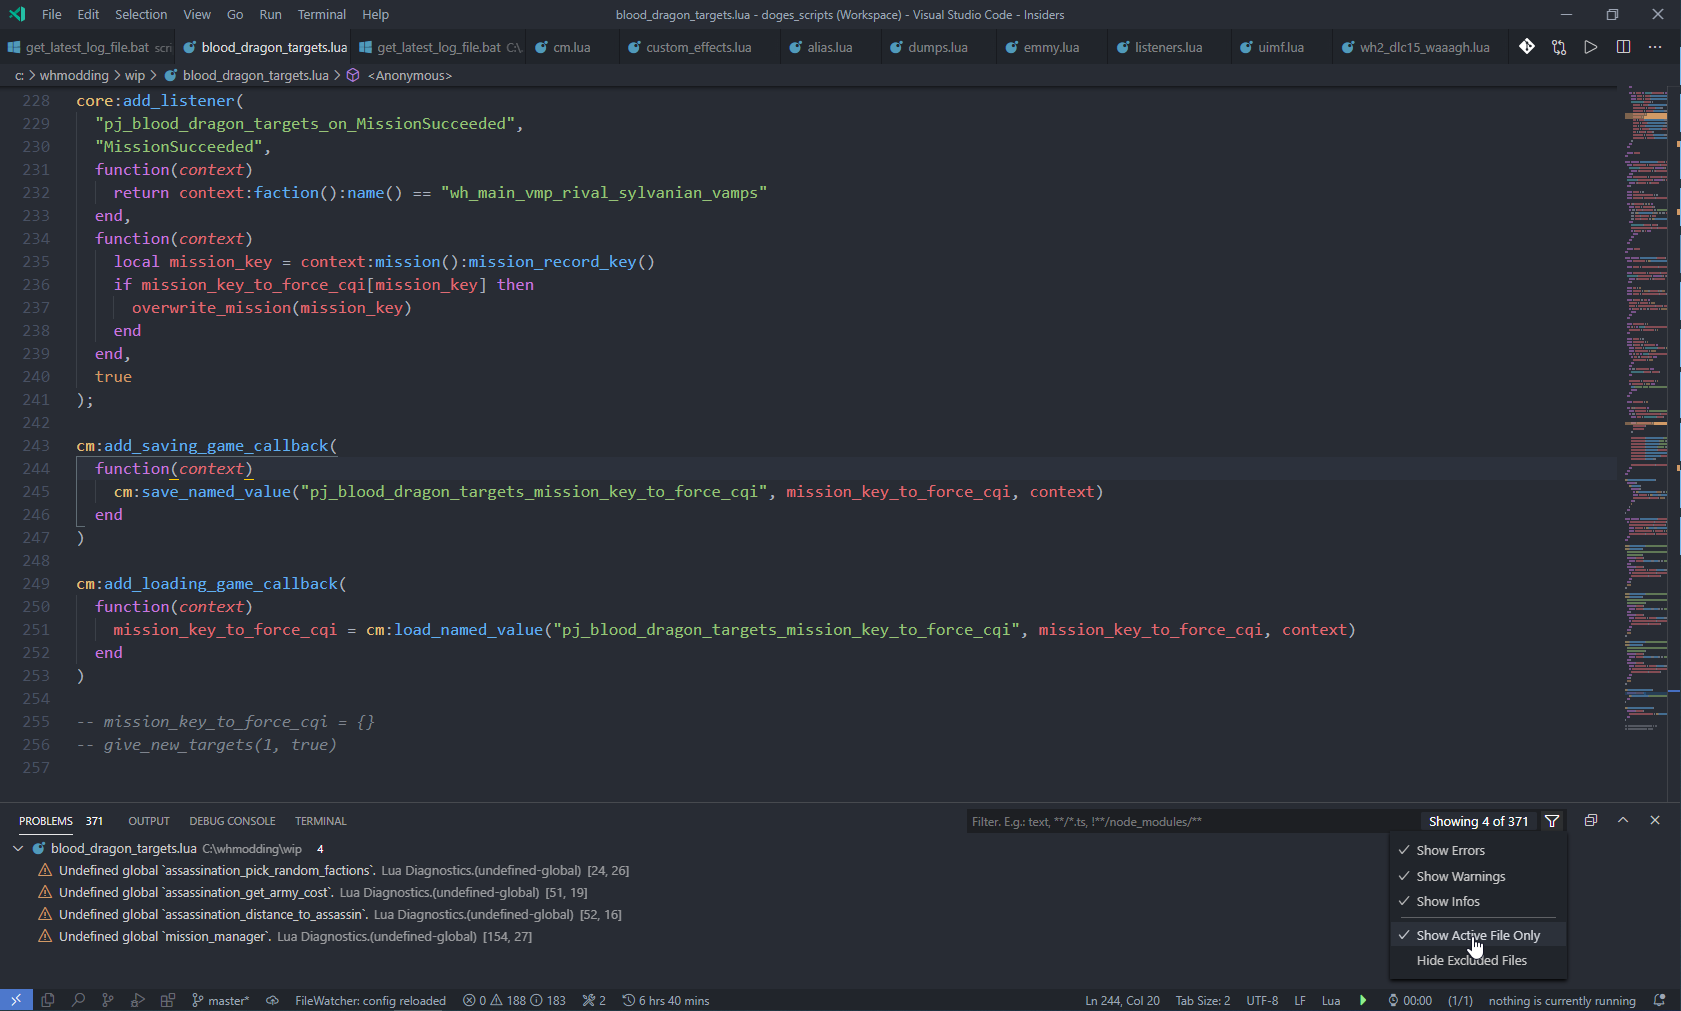 File Edit Selection View Go Run Terminal Help blood_dragon_targets.lua - doges_scripts (Workspace) - Visual Studio Code - Insiders
get_latest_log_file.bat scri blood_dragon_targets.lua get_latest_log_file.bat C:\. cm.lua custom_effects.lua alias.lua dumps.lua emmy.lua listeners.lua uimf.lua wh2_dlc15_waaagh.lua
c: > whmodding > wip > blood_dragon_targets.lua > <Anonymous>
228 core:add_listener(
229 "pj_blood_dragon_targets_on_MissionSucceeded",
230 "MissionSucceeded",
231 function(context)
232 return context:faction():name() == "wh_main_vmp_rival_sylvanian_vamps"
233 end,
234 function(context)
235 local mission_key = context:mission():mission_record_key()
236 if mission_key_to_force_cqi[mission_key] then
237 overwrite_mission(mission_key)
238 end
239 end,
240 true
241 );
242
243 cm:add_saving_game_callback(
244 function(context)
245 cm:save_named_value("pj_blood_dragon_targets_mission_key_to_force_cqi", mission_key_to_force_cqi, context)
246 end
247 )
248
249 cm:add_loading_game_callback(
250 function(context)
251 mission_key_to_force_cqi = cm:load_named_value("pj_blood_dragon_targets_mission_key_to_force_cqi", mission_key_to_force_cqi, context)
252 end
253 )
254
255 -- mission_key_to_force_cqi = {}
256 -- give_new_targets(1, true)
257
PROBLEMS 371 OUTPUT DEBUG CONSOLE TERMINAL Filter. E.g.: text, **/*.ts, !**/node_modules/** Showing 4 of 371
blood_dragon_targets.lua C:\whmodding\wip 4
Undefined global `assassination_pick_random_factions`. Lua Diagnostics.(undefined-global) [24, 26]
Undefined global `assassination_get_army_cost`. Lua Diagnostics.(undefined-global) [51, 19]
Undefined global `assassination_distance_to_assassin`. Lua Diagnostics.(undefined-global) [52, 16]
Undefined global `mission_manager`. Lua Diagnostics.(undefined-global) [154, 27]
Show Errors
Show Warnings
Show Infos
Show Active File Only
Hide Excluded Files
master* FileWatcher: config reloaded 0 188 183 2 6 hrs 40 mins Ln 244, Col 20 Tab Size: 2 UTF-8 LF Lua 00:00 (1/1) nothing is currently running